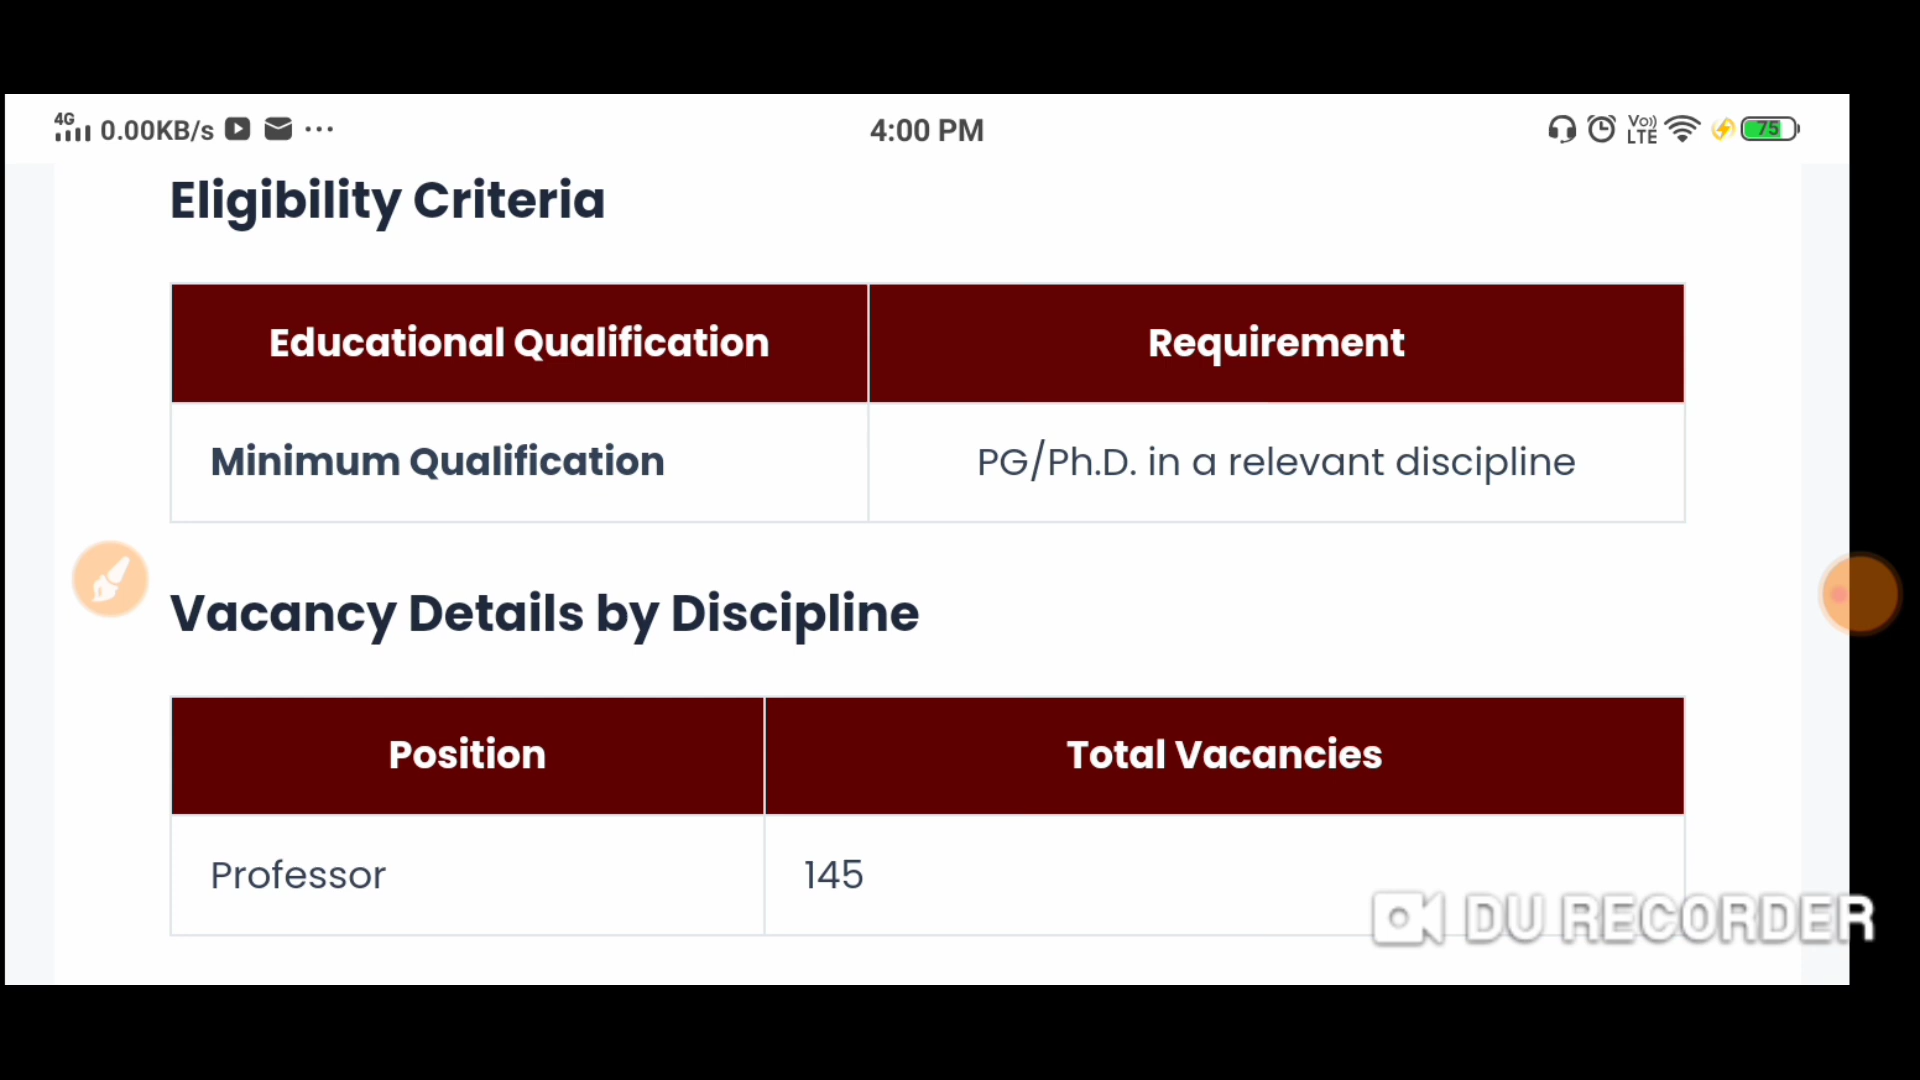 4G 0.00KB/s ... 4:00 PM Vo)) LTE 75
Eligibility Criteria
Educational Qualification Requirement
Minimum Qualification PG/Ph.D. in a relevant discipline
Vacancy Details by Discipline
Position Total Vacancies
Professor 145
DU RECORDER